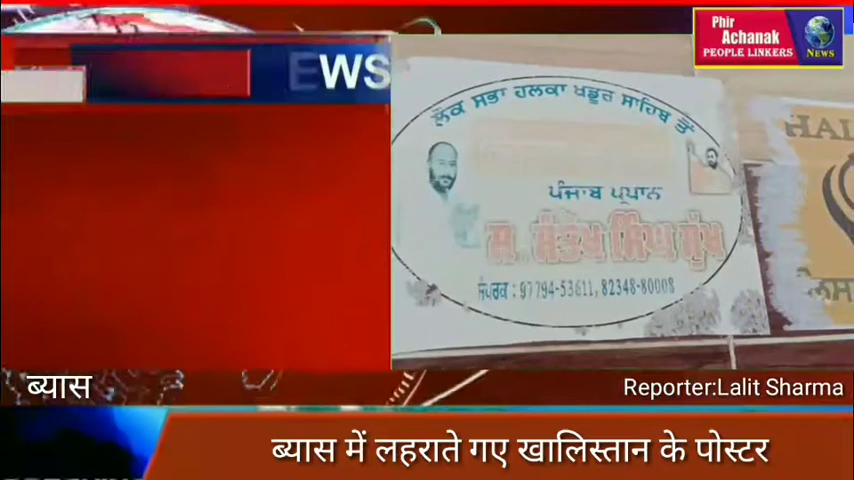 Phir
Achanak
PEOPLE LINKERS
NEWS
EWS
ਲੋਕ ਸਭਾ ਹਲਕਾ ਖਡੂਰ ਸਾਹਿਬ ਤੋਂ
ਪੰਜਾਬ ਪ੍ਰਧਾਨ
ਸੰਪਰਕ : 97794-53611, 82348-80008
HAL
ब्यास
Reporter:Lalit Sharma
ब्यास में लहराते गए खालिस्तान के पोस्टर